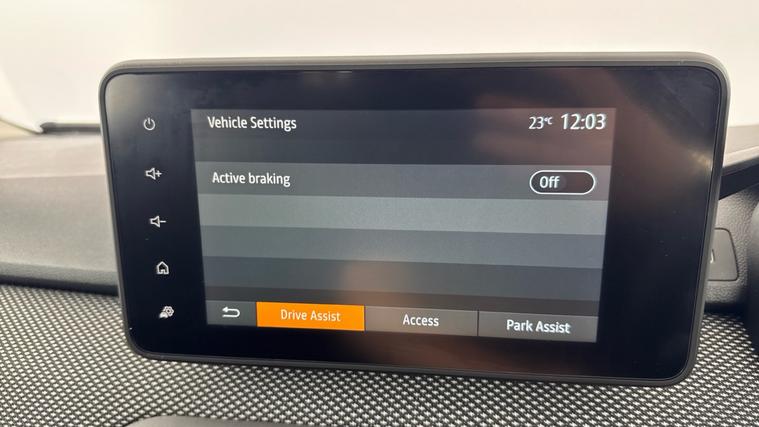 Vehicle Settings
23°C 12:03
Active braking
Off
Drive Assist
Access
Park Assist